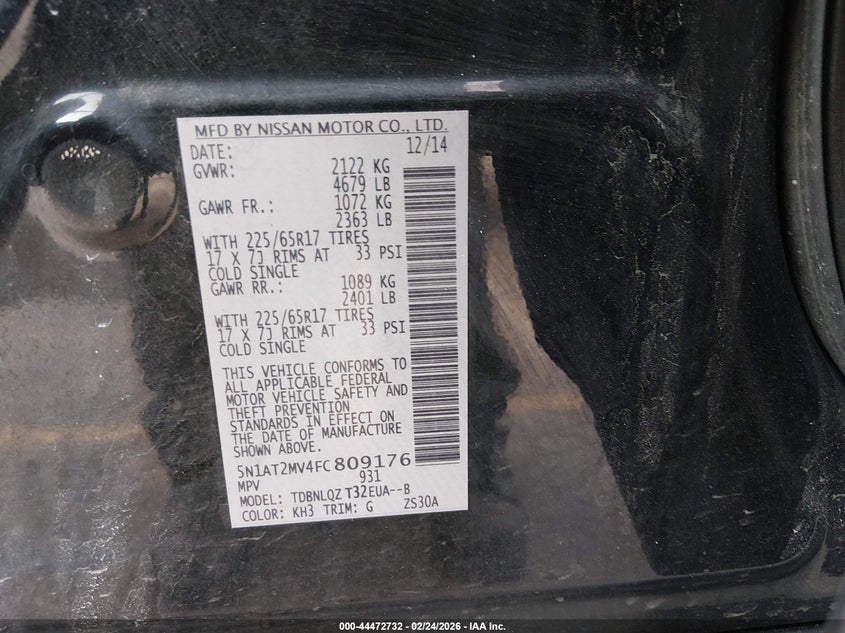 MFD BY NISSAN MOTOR CO., LTD.
DATE: 12/14
GVWR: 2122 KG
4679 LB
GAWR FR.: 1072 KG
2363 LB
WITH 225/65R17 TIRES
17 X 7J RIMS AT 33 PSI
COLD SINGLE
GAWR RR.: 1089 KG
2401 LB
WITH 225/65R17 TIRES
17 X 7J RIMS AT 33 PSI
COLD SINGLE
THIS VEHICLE CONFORMS TO
ALL APPLICABLE FEDERAL
MOTOR VEHICLE SAFETY AND
THEFT PREVENTION
STANDARDS IN EFFECT ON
THE DATE OF MANUFACTURE
SHOWN ABOVE.
5N1AT2MV4FC809176
MPV 931
MODEL: TDBNLQZ T32EUA--B
COLOR: KH3 TRIM: G ZS30A
000-44472732 - 02/24/2026 - IAA Inc.